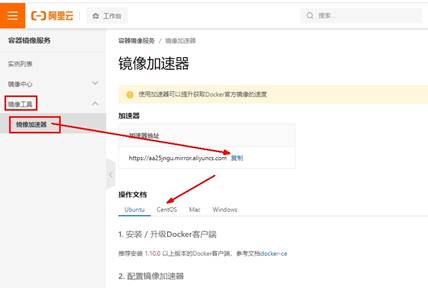 阿里云
工作台
搜索...
容器镜像服务
实例列表
镜像中心
镜像工具
镜像加速器
容器镜像服务 / 镜像加速器
镜像加速器
使用加速器可以提升获取Docker官方镜像的速度
加速器
加速器地址
https://aa25jngu.mirror.aliyuncs.com 复制
操作文档
Ubuntu CentOS Mac Windows
1. 安装 / 升级Docker客户端
推荐安装 1.10.0 以上版本的Docker客户端，参考文档docker-ce
2. 配置镜像加速器